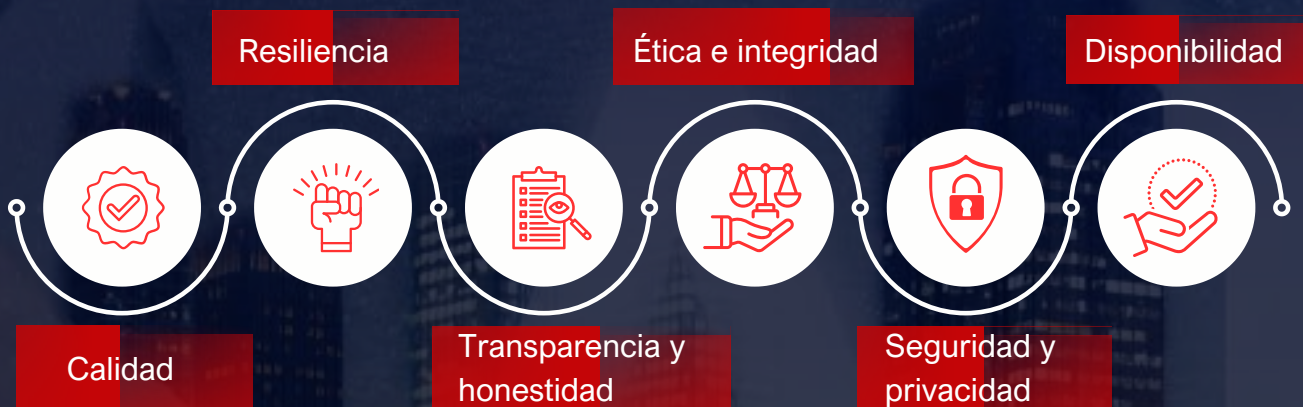 Resiliencia
Ética e integridad
Disponibilidad
Calidad
Transparencia y
honestidad
Seguridad y
privacidad